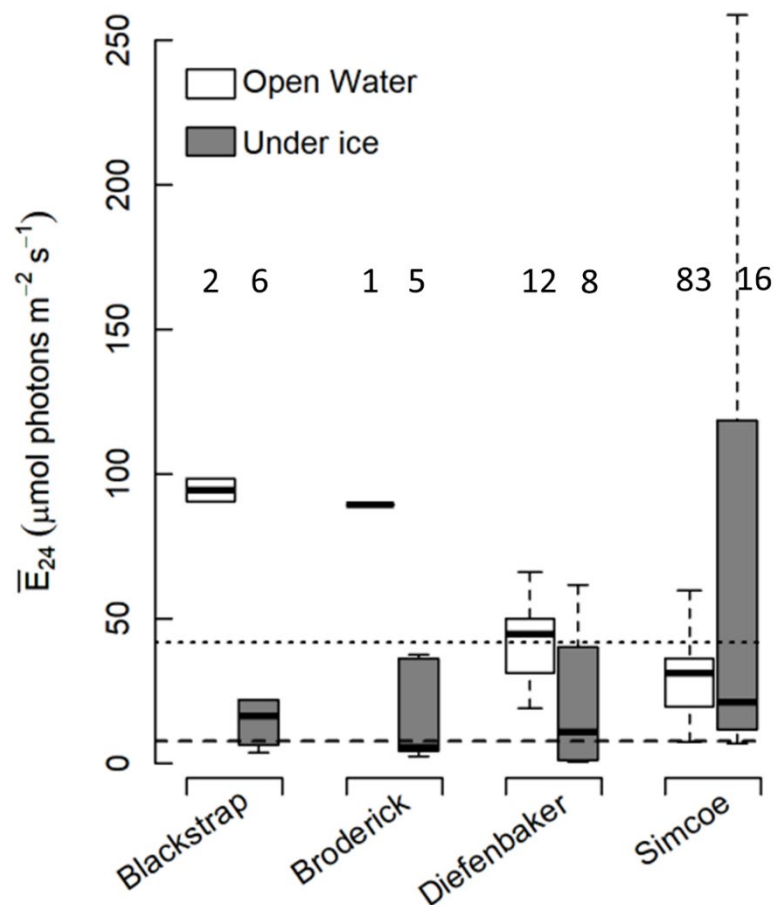 250
200
150
100
50
0
Ē24 (μmol photons m−2 s−1)
Open Water
Under ice
2 6 1 5 12 8 83 16
Blackstrap
Broderick
Diefenbaker
Simcoe